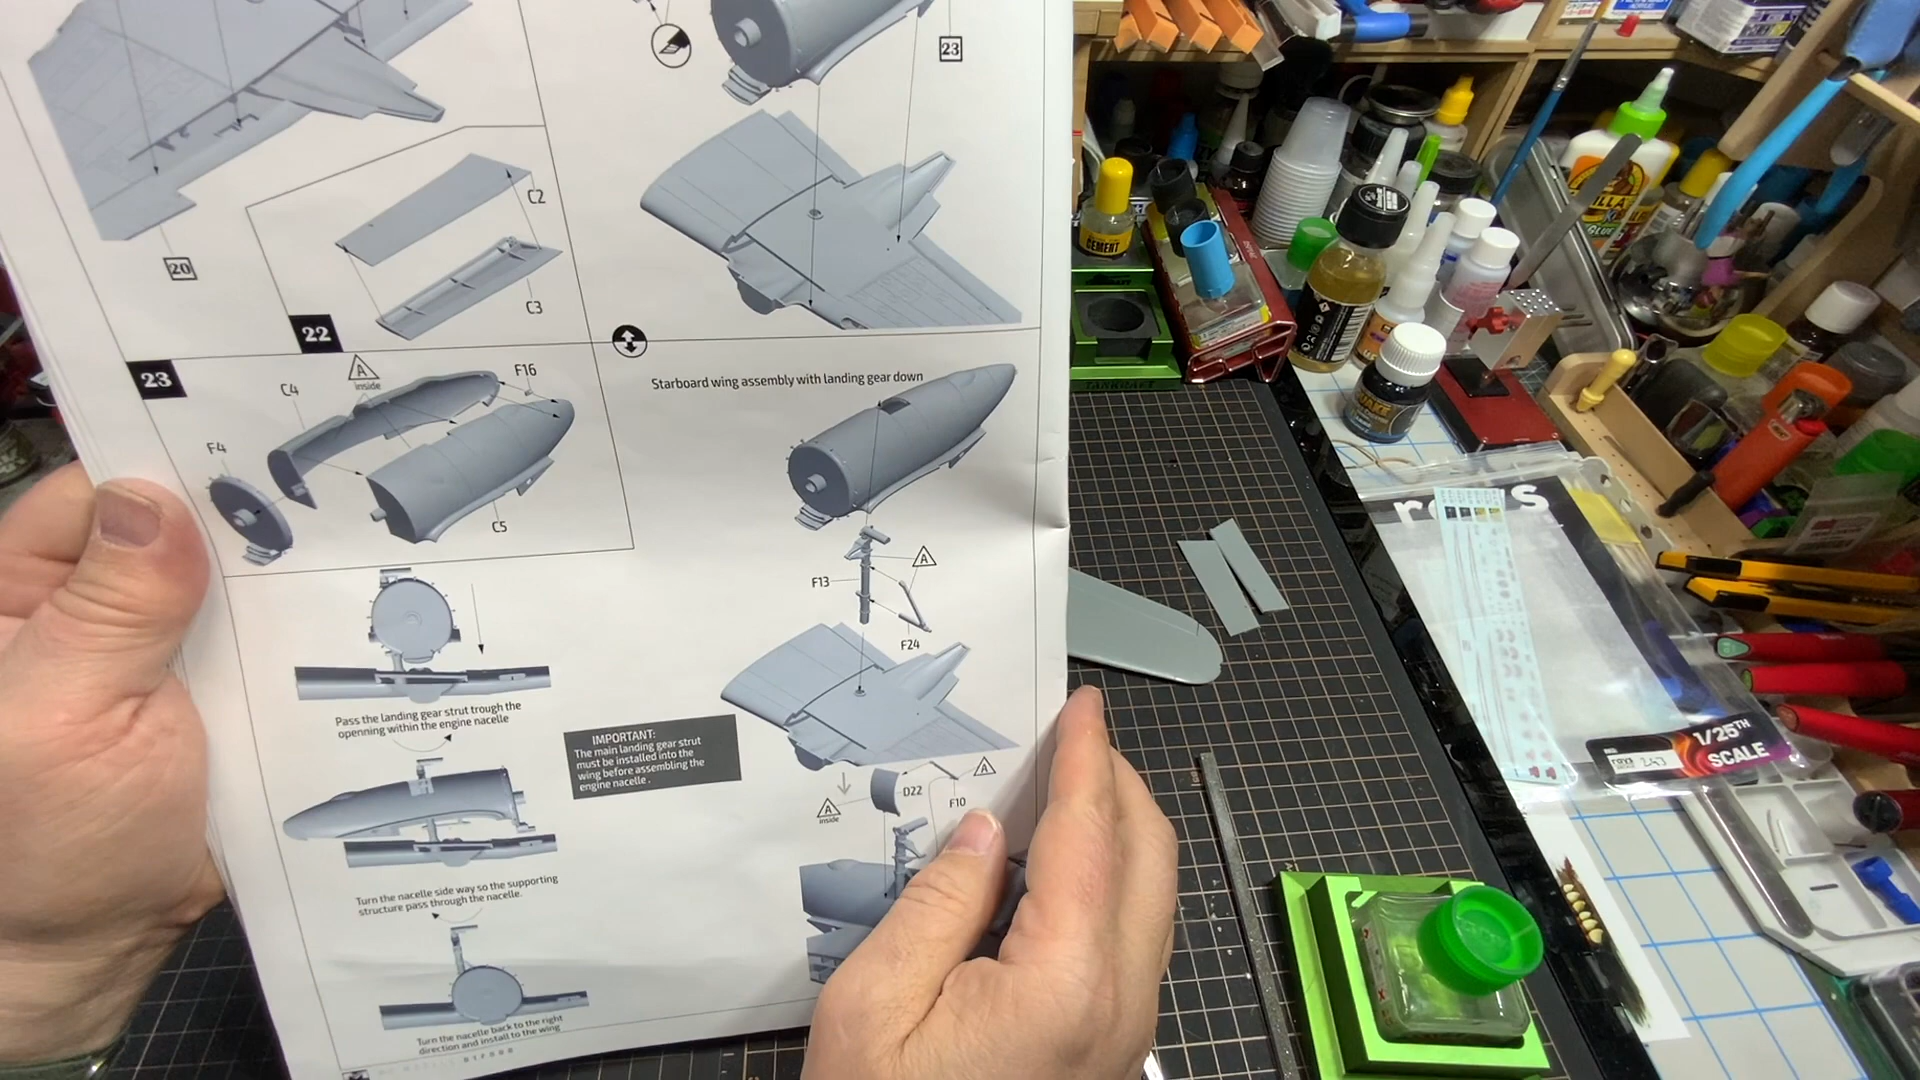 23
C2
C3
20
22
23
A
inside
C4
F16
F4
C5
Starboard wing assembly with landing gear down
A
F13
F24
Pass the landing gear strut trough the
openning within the engine nacelle
IMPORTANT:
The main landing gear strut
must be installed into the
wing before assembling the
engine nacelle .
A
D22
A
inside
F10
Turn the nacelle side way so the supporting
structure pass through the nacelle.
Turn the nacelle back to the right
direction and install to the wing
CEMENT
GLUE
1/25TH
SCALE